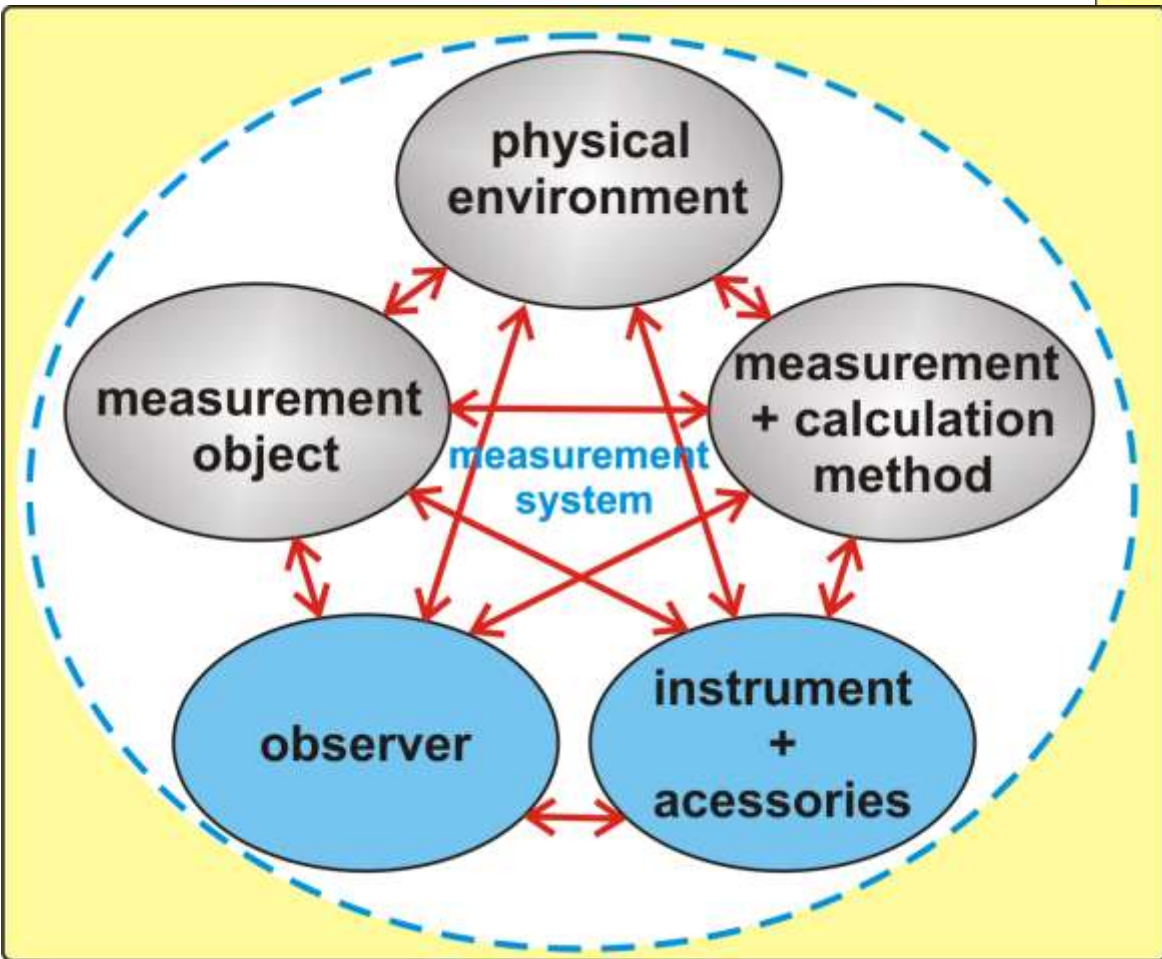 physical
environment
measurement
object
measurement
+ calculation
method
measurement
system
observer
instrument
+
acessories